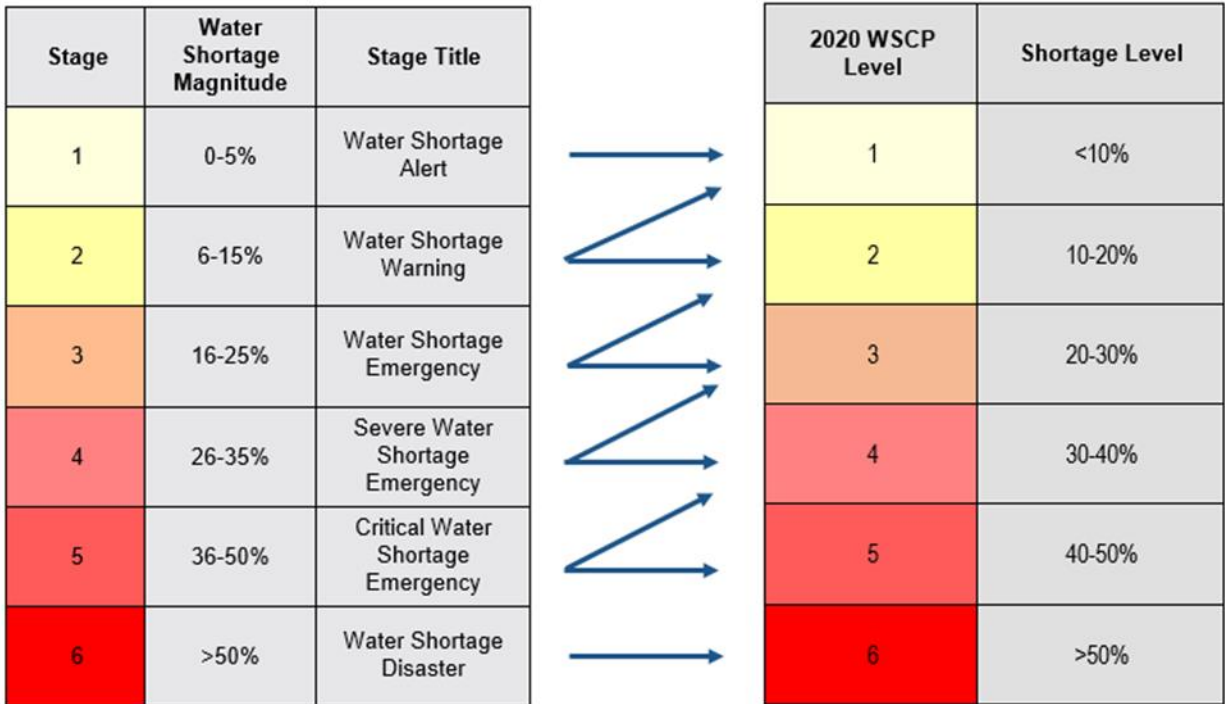 Stage
Water
Shortage
Magnitude
Stage Title
1
0-5%
Water Shortage
Alert
2
6-15%
Water Shortage
Warning
3
16-25%
Water Shortage
Emergency
4
26-35%
Severe Water
Shortage
Emergency
5
36-50%
Critical Water
Shortage
Emergency
6
>50%
Water Shortage
Disaster
2020 WSCP
Level
Shortage Level
1
<10%
2
10-20%
3
20-30%
4
30-40%
5
40-50%
6
>50%